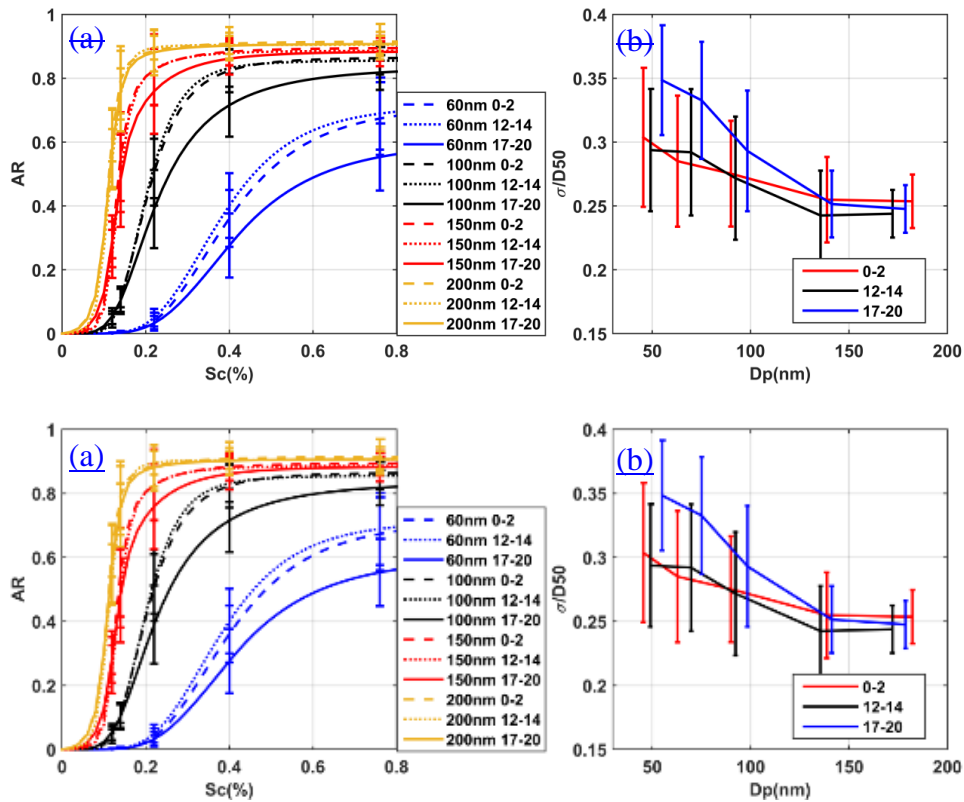 (a)
1
0.8
0.6
0.4
0.2
0
AR
0 0.2 0.4 0.6 0.8
Sc(%)
60nm 0-2
60nm 12-14
60nm 17-20
100nm 0-2
100nm 12-14
100nm 17-20
150nm 0-2
150nm 12-14
150nm 17-20
200nm 0-2
200nm 12-14
200nm 17-20
(b)
0.4
0.35
0.3
0.25
0.2
0.15
σ/D50
50 100 150 200
Dp(nm)
0-2
12-14
17-20
(a)
1
0.8
0.6
0.4
0.2
0
AR
0 0.2 0.4 0.6 0.8
Sc(%)
60nm 0-2
60nm 12-14
60nm 17-20
100nm 0-2
100nm 12-14
100nm 17-20
150nm 0-2
150nm 12-14
150nm 17-20
200nm 0-2
200nm 12-14
200nm 17-20
(b)
0.4
0.35
0.3
0.25
0.2
0.15
σ/D50
50 100 150 200
Dp(nm)
0-2
12-14
17-20